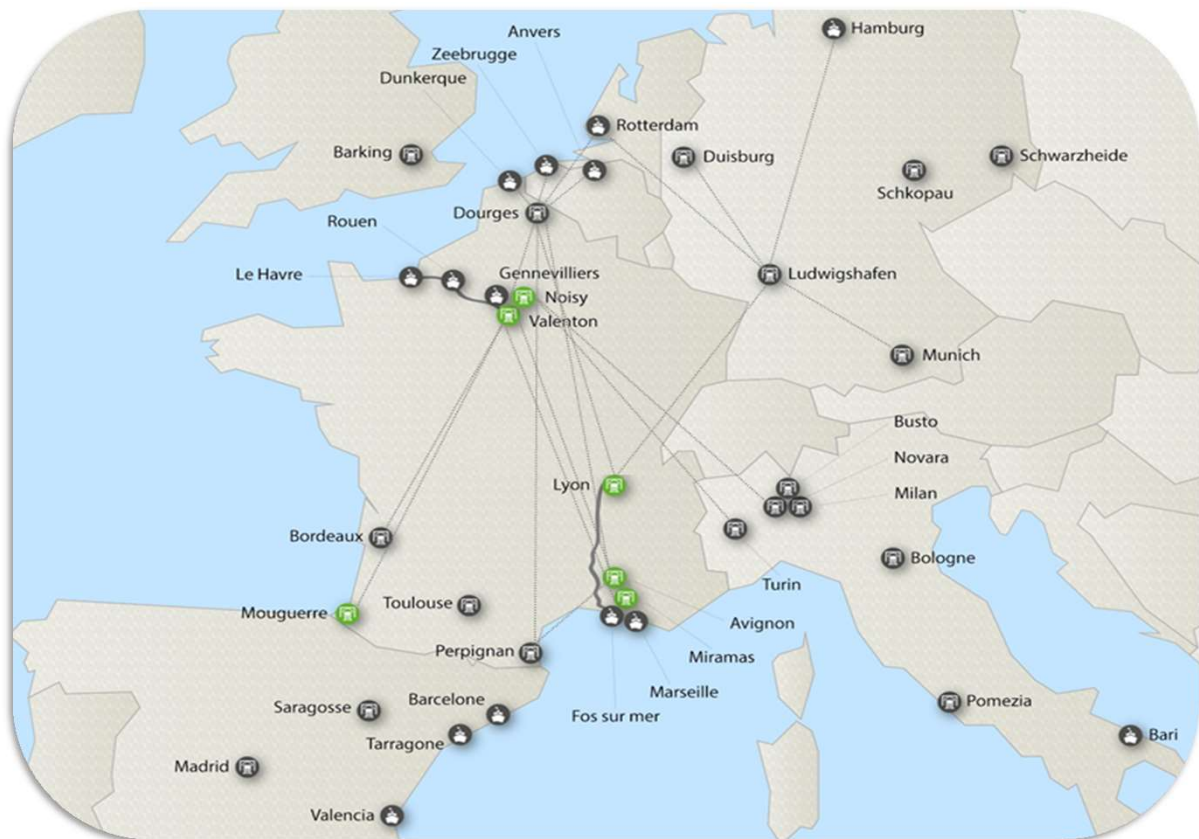 Anvers
Hamburg
Zeebrugge
Dunkerque
Rotterdam
Barking
Duisburg
Schwarzheide
Schkopau
Dourges
Rouen
Le Havre
Gennevilliers
Ludwigshafen
Noisy
Valenton
Munich
Busto
Novara
Lyon
Milan
Bordeaux
Bologne
Turin
Toulouse
Mouguerre
Avignon
Perpignan
Miramas
Marseille
Barcelone
Saragosse
Fos sur mer
Pomezia
Tarragone
Bari
Madrid
Valencia